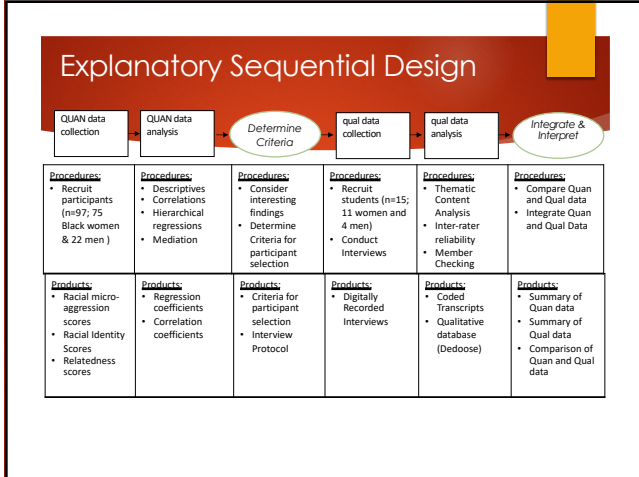 Explanatory Sequential Design
QUAN data
collection
QUAN data
analysis
Determine
Criteria
qual data
collection
qual data
analysis
Integrate &
Interpret
Procedures:
• Recruit
participants
(n=97; 75
Black women
& 22 men )
Procedures:
• Descriptives
• Correlations
• Hierarchical
regressions
• Mediation
Procedures:
• Consider
interesting
findings
• Determine
Criteria for
participant
selection
Procedures:
• Recruit
students (n=15;
11 women and
4 men)
• Conduct
Interviews
Procedures:
• Thematic
Content
Analysis
• Inter-rater
reliability
• Member
Checking
Procedures:
• Compare Quan
and Qual data
• Integrate Quan
and Qual Data
Products:
• Racial micro-
aggression
scores
• Racial Identity
Scores
• Relatedness
scores
Products:
• Regression
coefficients
• Correlation
coefficients
Products:
• Criteria for
participant
selection
• Interview
Protocol
Products:
• Digitally
Recorded
Interviews
Products:
• Coded
Transcripts
• Qualitative
database
(Dedoose)
Products:
• Summary of
Quan data
• Summary of
Qual data
• Comparison of
Quan and Qual
data